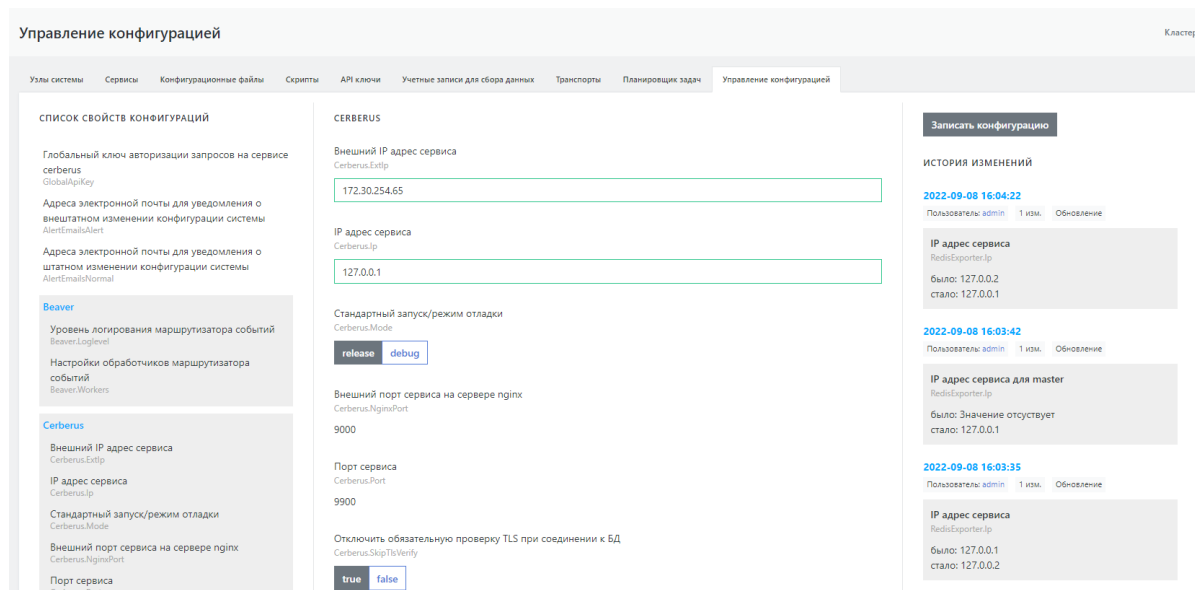 Управление конфигурацией
Кластер
Узлы системы Сервисы Конфигурационные файлы Скрипты API ключи Учетные записи для сбора данных Транспорты Планировщик задач Управление конфигурацией
СПИСОК СВОЙСТВ КОНФИГУРАЦИЙ
Глобальный ключ авторизации запросов на сервисе
cerberus
GlobalApiKey
Адреса электронной почты для уведомления о
внештатном изменении конфигурации системы
AlertEmailsAlert
Адреса электронной почты для уведомления о
штатном изменении конфигурации системы
AlertEmailsNormal
Beaver
Уровень логирования маршрутизатора событий
Beaver.Loglevel
Настройки обработчиков маршрутизатора
событий
Beaver.Workers
Cerberus
Внешний IP адрес сервиса
Cerberus.ExtIp
IP адрес сервиса
Cerberus.Ip
Стандартный запуск/режим отладки
Cerberus.Mode
Внешний порт сервиса на сервере nginx
Cerberus.NginxPort
Порт сервиса
CERBERUS
Внешний IP адрес сервиса
Cerberus.ExtIp
172.30.254.65
IP адрес сервиса
Cerberus.Ip
127.0.0.1
Стандартный запуск/режим отладки
Cerberus.Mode
release debug
Внешний порт сервиса на сервере nginx
Cerberus.NginxPort
9000
Порт сервиса
Cerberus.Port
9900
Отключить обязательную проверку TLS при соединении к БД
Cerberus.SkipTlsVerify
true false
Записать конфигурацию
ИСТОРИЯ ИЗМЕНЕНИЙ
2022-09-08 16:04:22
Пользователь: admin 1 изм. Обновление
IP адрес сервиса
RedisExporter.Ip
было: 127.0.0.2
стало: 127.0.0.1
2022-09-08 16:03:42
Пользователь: admin 1 изм. Обновление
IP адрес сервиса для master
RedisExporter.Ip
было: Значение отсуствует
стало: 127.0.0.1
2022-09-08 16:03:35
Пользователь: admin 1 изм. Обновление
IP адрес сервиса
RedisExporter.Ip
было: 127.0.0.1
стало: 127.0.0.2